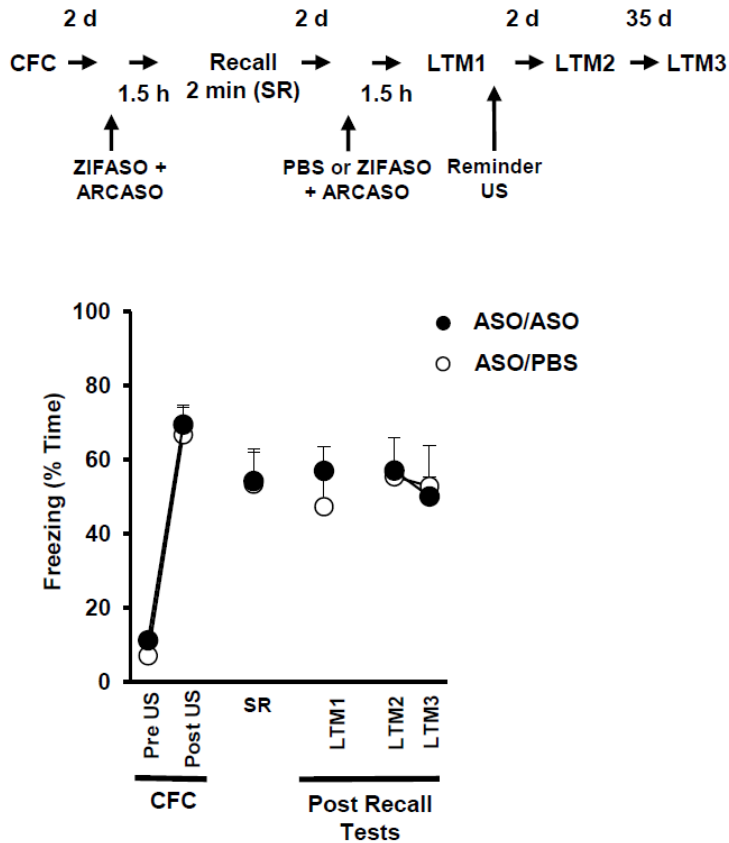 2 d 2 d 2 d 35 d
CFC Recall LTM1 LTM2 LTM3
1.5 h 2 min (SR) 1.5 h
ZIFASO + PBS or ZIFASO Reminder
ARCASO + ARCASO US
100
80
60
40
20
0
Freezing (% Time)
ASO/ASO
ASO/PBS
Pre US
Post US
SR
LTM1
LTM2
LTM3
CFC
Post Recall
Tests